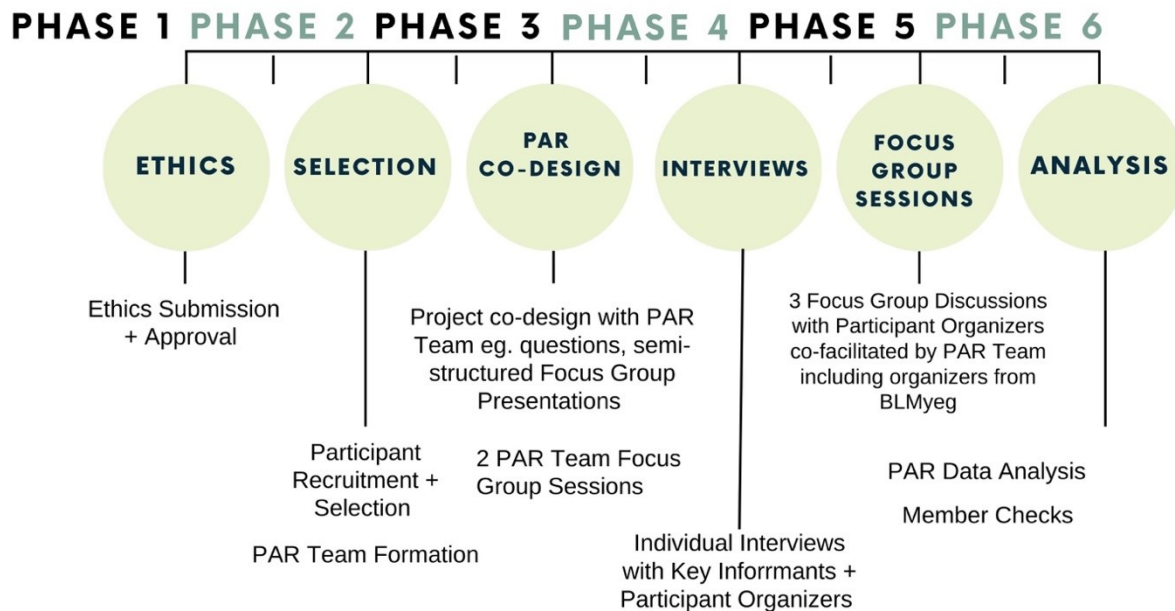 PHASE 1 PHASE 2 PHASE 3 PHASE 4 PHASE 5 PHASE 6
ETHICS
Ethics Submission
+ Approval
SELECTION
Participant
Recruitment +
Selection
PAR Team Formation
PAR
CO-DESIGN
Project co-design with PAR
Team eg. questions, semi-
structured Focus Group
Presentations
2 PAR Team Focus
Group Sessions
INTERVIEWS
Individual Interviews
with Key Inforrmants +
Participant Organizers
FOCUS
GROUP
SESSIONS
3 Focus Group Discussions
with Participant Organizers
co-facilitated by PAR Team
including organizers from
BLMyeg
ANALYSIS
PAR Data Analysis
Member Checks